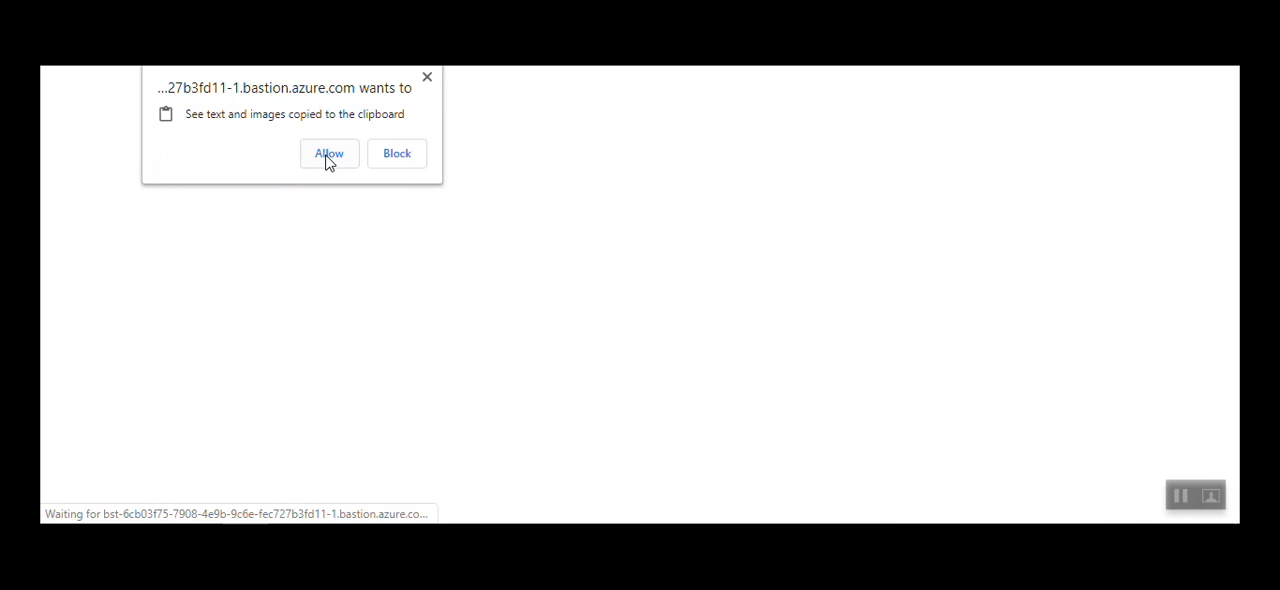 ...27b3fd11-1.bastion.azure.com wants to
See text and images copied to the clipboard
Allow
Block
Waiting for bst-6cb03f75-7908-4e9b-9c6e-fec727b3fd11-1.bastion.azure.co...